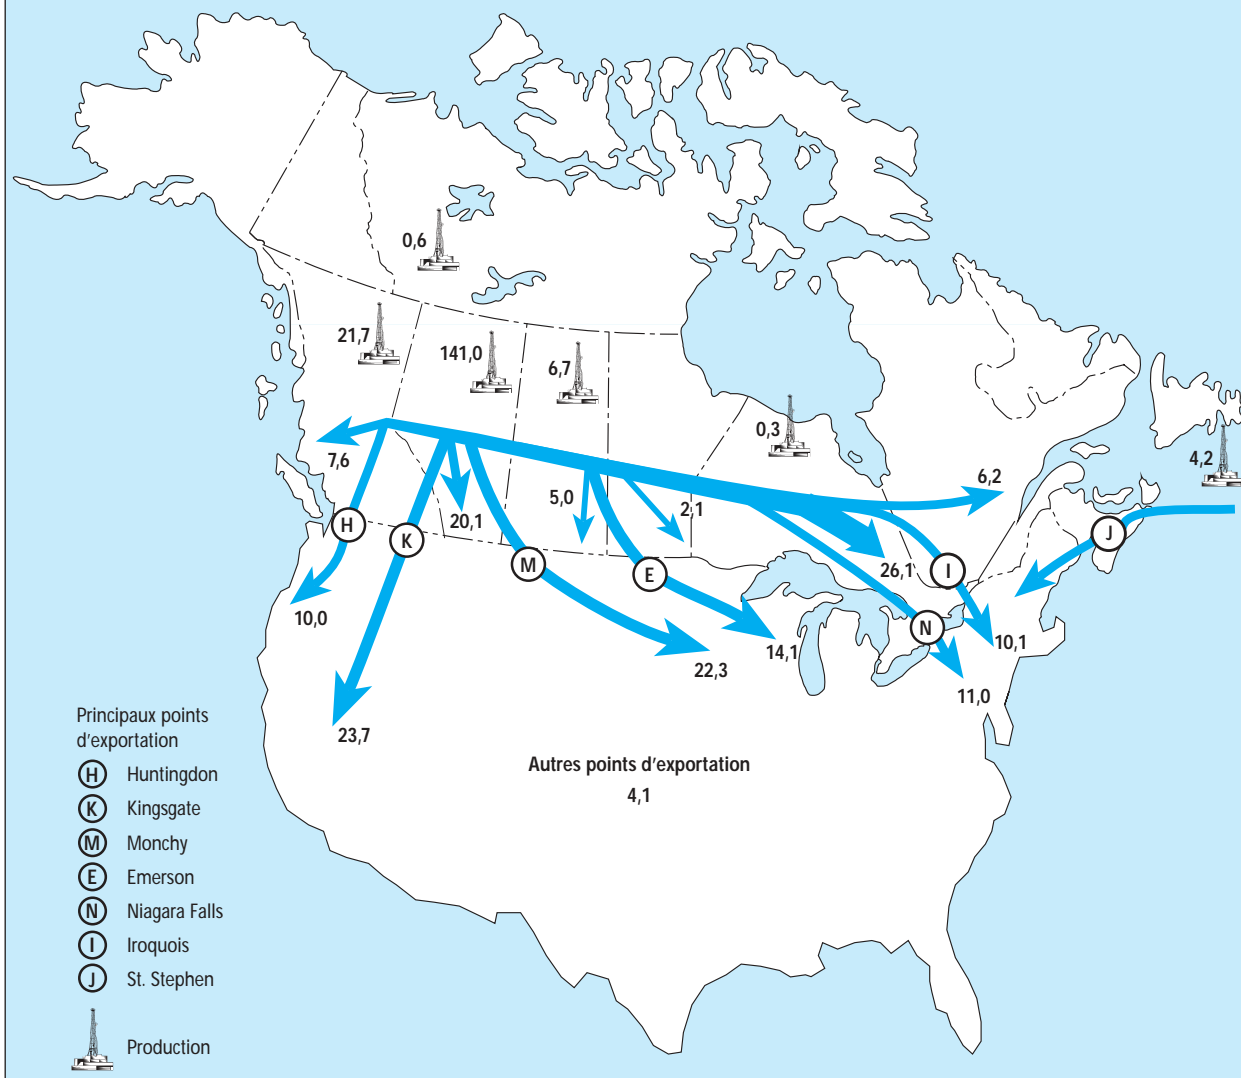 0,6
21,7
141,0
6,7
0,3
4,2
7,6
20,1
5,0
2,1
6,2
H
K
M
E
N
I
J
10,0
23,7
22,3
14,1
26,1
10,1
11,0
Autres points d'exportation
4,1
Principaux points
d'exportation
H Huntingdon
K Kingsgate
M Monchy
E Emerson
N Niagara Falls
I Iroquois
J St. Stephen
Production